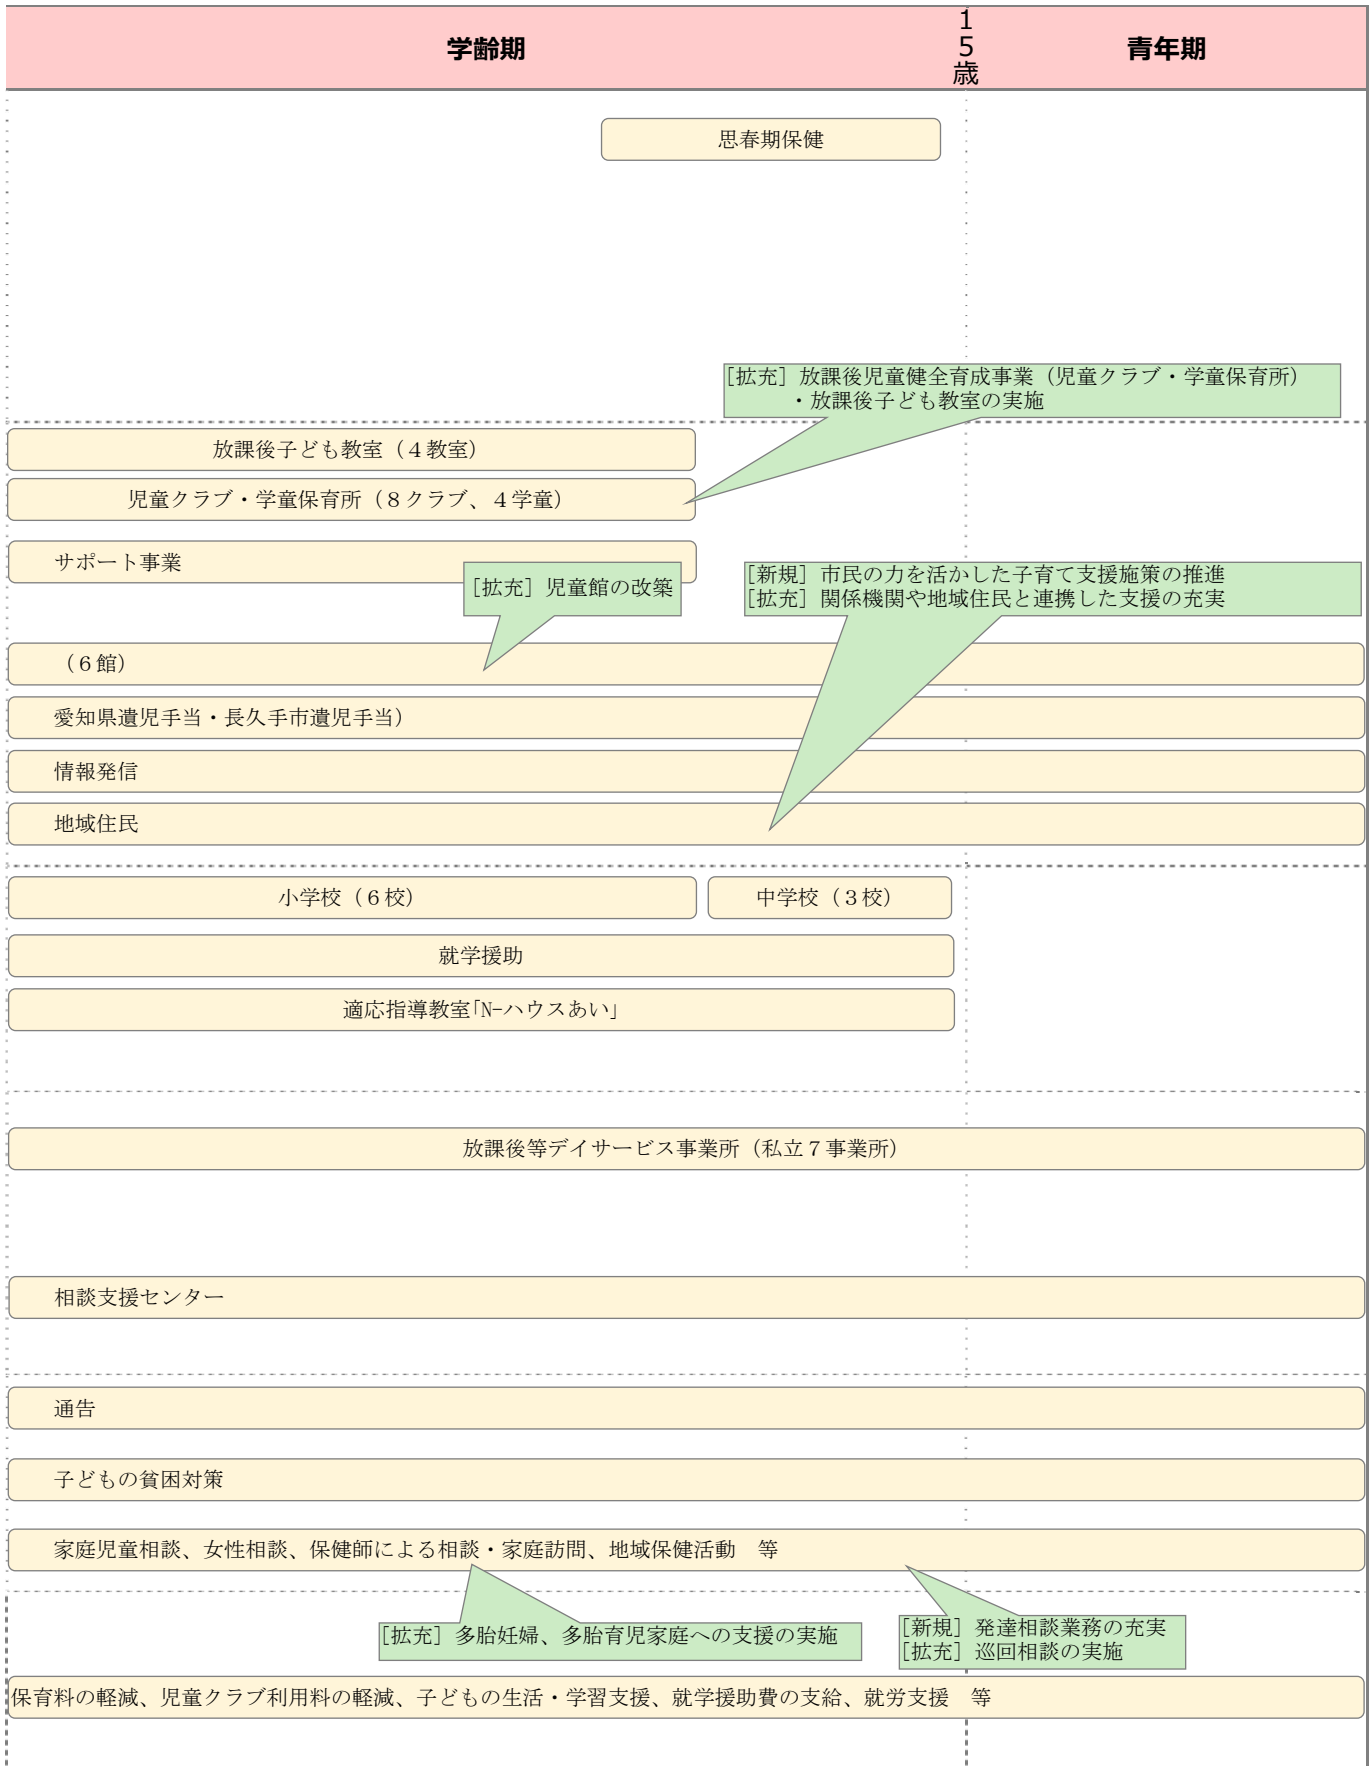 学齢期
15歳
青年期
思春期保健
[拡充] 放課後児童健全育成事業（児童クラブ・学童保育所）
・放課後子ども教室の実施
放課後子ども教室（４教室）
児童クラブ・学童保育所（８クラブ、４学童）
サポート事業
[拡充] 児童館の改築
[新規] 市民の力を活かした子育て支援施策の推進
[拡充] 関係機関や地域住民と連携した支援の充実
（６館）
愛知県遺児手当・長久手市遺児手当）
情報発信
地域住民
小学校（６校）
中学校（３校）
就学援助
適応指導教室「N-ハウスあい」
放課後等デイサービス事業所（私立７事業所）
相談支援センター
通告
子どもの貧困対策
家庭児童相談、女性相談、保健師による相談・家庭訪問、地域保健活動　等
[拡充] 多胎妊婦、多胎育児家庭への支援の実施
[新規] 発達相談業務の充実
[拡充] 巡回相談の実施
保育料の軽減、児童クラブ利用料の軽減、子どもの生活・学習支援、就学援助費の支給、就労支援　等